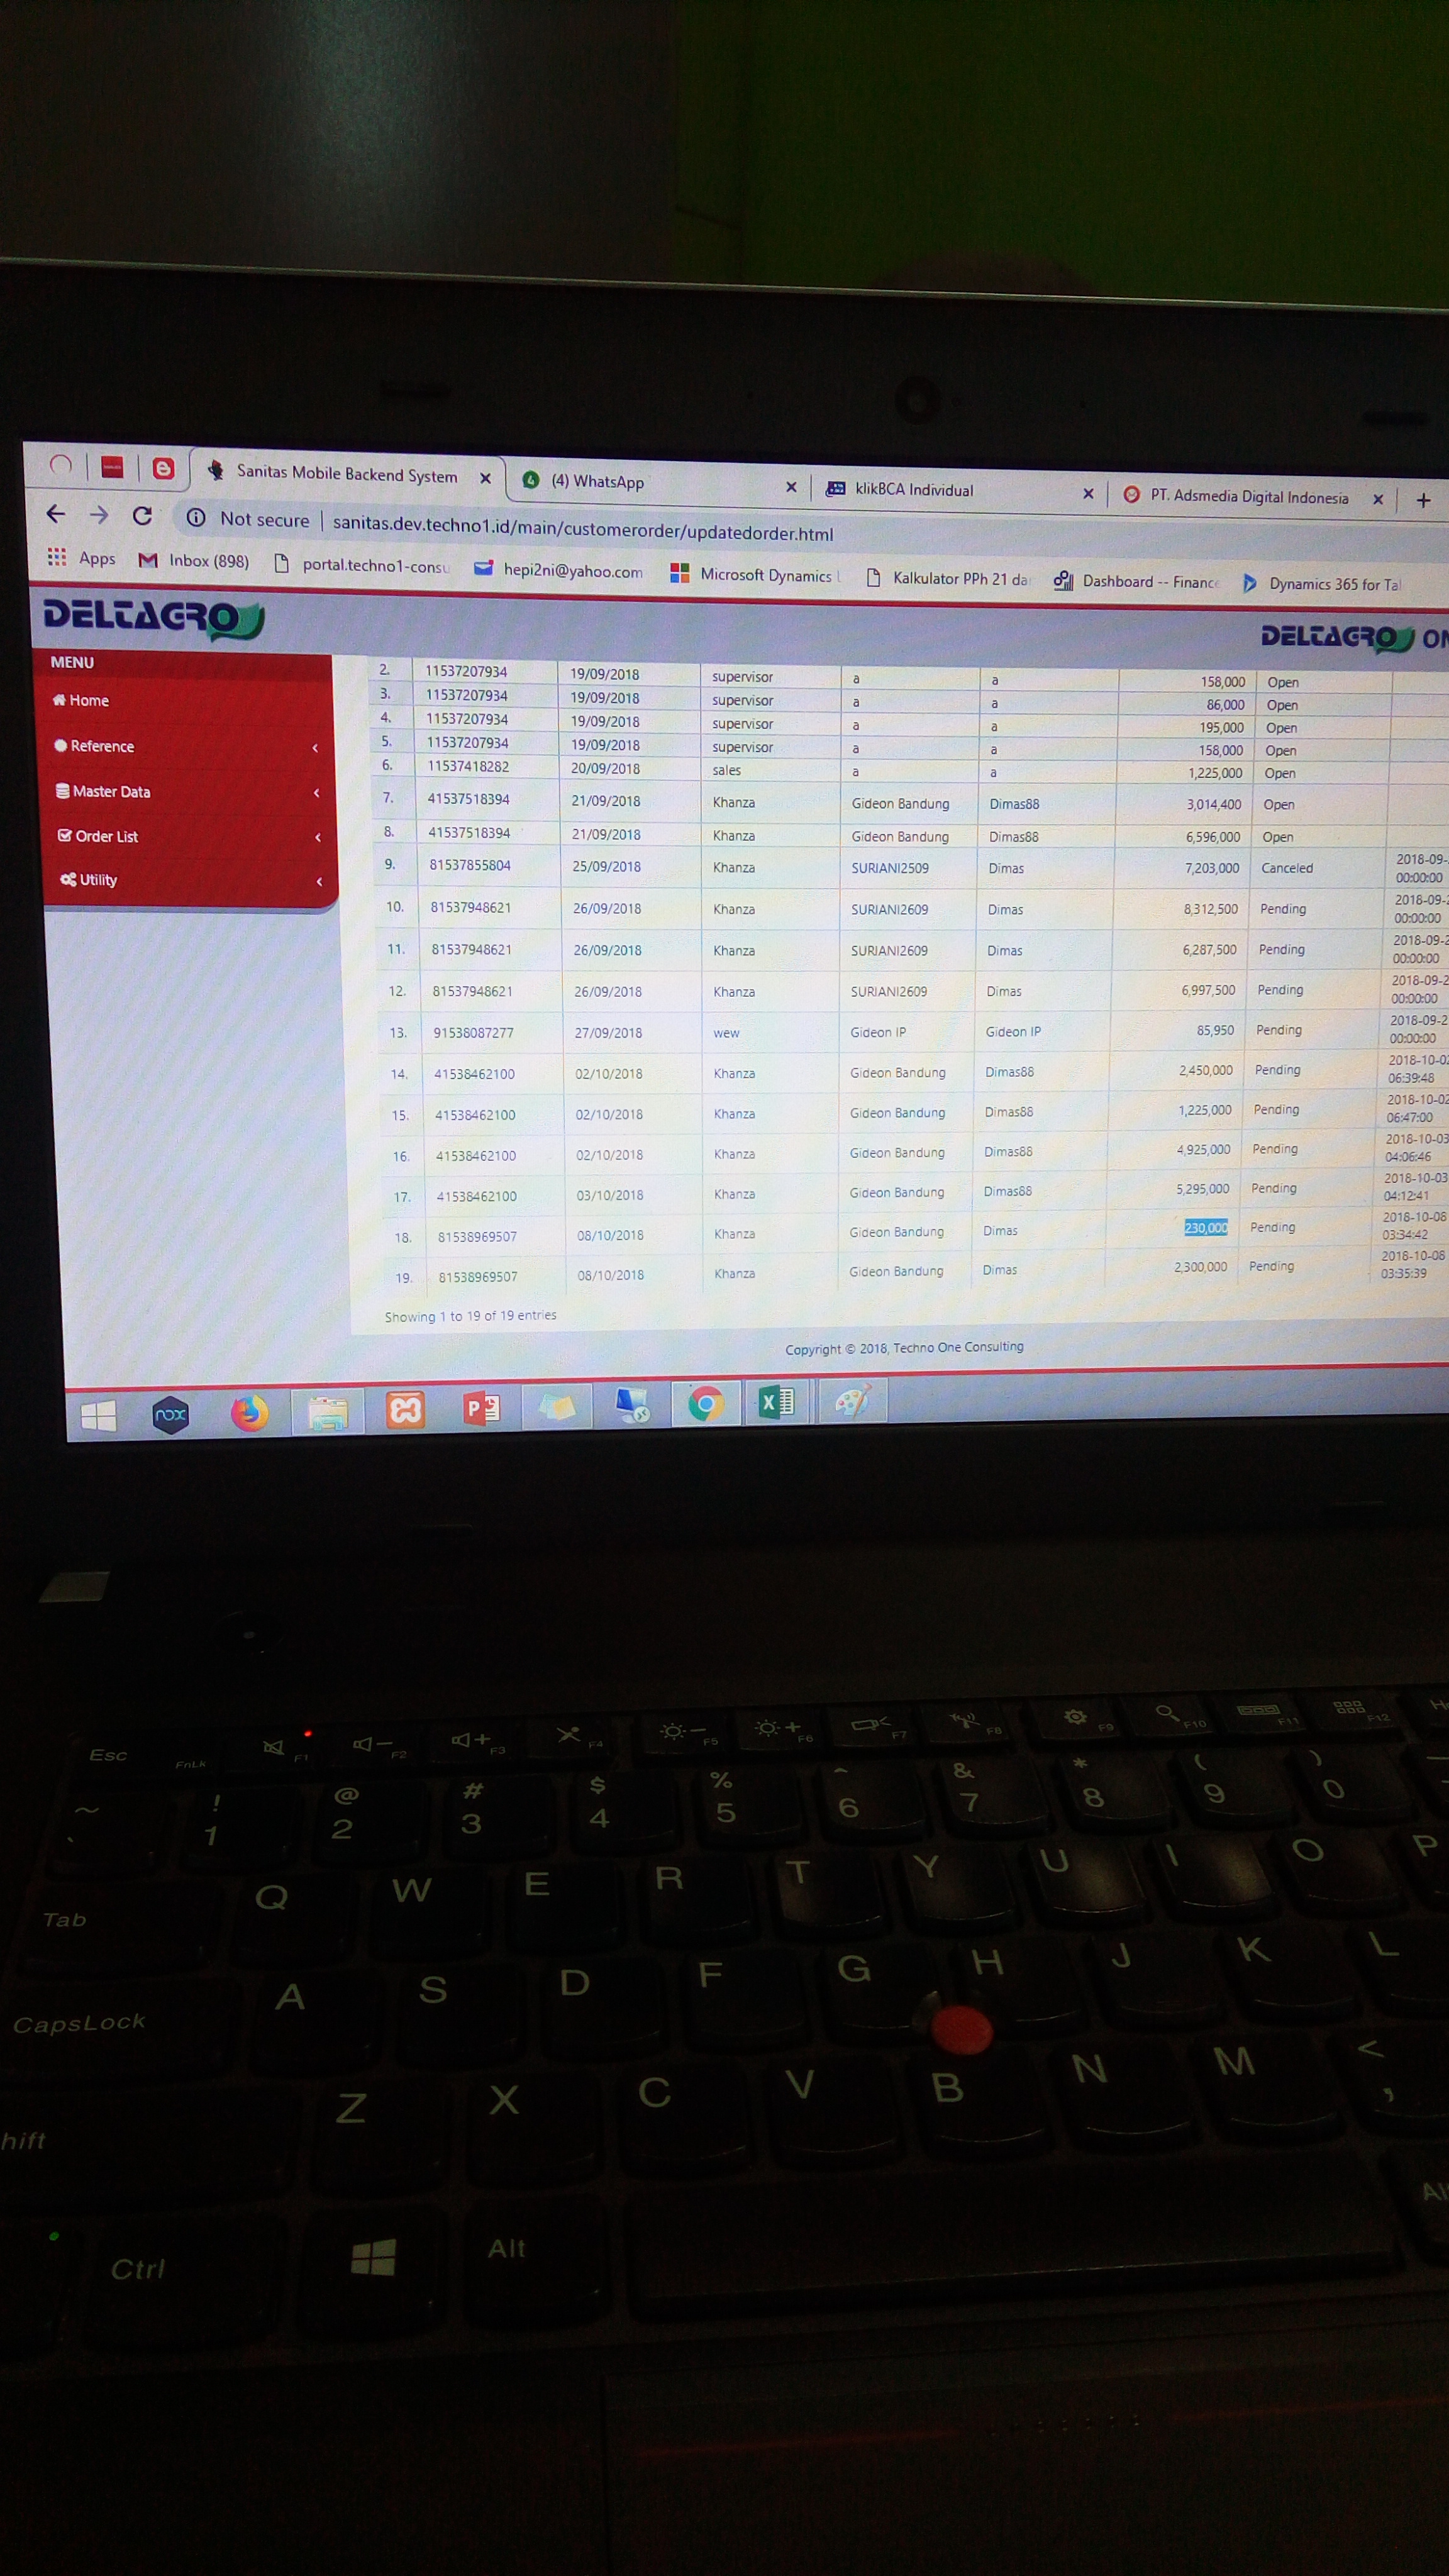 Sanitas Mobile Backend System
(4) WhatsApp
klikBCA Individual
PT. Adsmedia Digital Indonesia
Not secure | sanitas.dev.techno1.id/main/customerorder/updatedorder.html
Apps Inbox (898) portal.techno1-consu hepi2ni@yahoo.com Microsoft Dynamics Kalkulator PPh 21 da Dashboard -- Finance Dynamics 365 for Tal
DELTAGRO DELTAGRO ON
MENU
Home
Reference
Master Data
Order List
Utility
2. 11537207934 19/09/2018 supervisor a a 158,000 Open
3. 11537207934 19/09/2018 supervisor a a 86,000 Open
4. 11537207934 19/09/2018 supervisor a a 195,000 Open
5. 11537207934 19/09/2018 supervisor a a 158,000 Open
6. 11537418282 20/09/2018 sales a a 1,225,000 Open
7. 41537518394 21/09/2018 Khanza Gideon Bandung Dimas88 3,014,400 Open
8. 41537518394 21/09/2018 Khanza Gideon Bandung Dimas88 6,596,000 Open
9. 81537855804 25/09/2018 Khanza SURIANI2509 Dimas 7,203,000 Canceled 2018-09-
00:00:00
10. 81537948621 26/09/2018 Khanza SURIANI2609 Dimas 8,312,500 Pending 2018-09-2
00:00:00
11. 81537948621 26/09/2018 Khanza SURIANI2609 Dimas 6,287,500 Pending 2018-09-2
00:00:00
12. 81537948621 26/09/2018 Khanza SURIANI2609 Dimas 6,997,500 Pending 2018-09-2
00:00:00
13. 91538087277 27/09/2018 wew Gideon IP Gideon IP 85,950 Pending 2018-09-2
00:00:00
14. 41538462100 02/10/2018 Khanza Gideon Bandung Dimas88 2,450,000 Pending 2018-10-02
06:39:48
15. 41538462100 02/10/2018 Khanza Gideon Bandung Dimas88 1,225,000 Pending 2018-10-02
06:47:00
16. 41538462100 02/10/2018 Khanza Gideon Bandung Dimas88 4,925,000 Pending 2018-10-03
04:06:46
17. 41538462100 03/10/2018 Khanza Gideon Bandung Dimas88 5,295,000 Pending 2018-10-03
04:12:41
18. 81538969507 08/10/2018 Khanza Gideon Bandung Dimas 230,000 Pending 2018-10-08
03:34:42
19. 81538969507 08/10/2018 Khanza Gideon Bandung Dimas 2,300,000 Pending 2018-10-08
03:35:39
Showing 1 to 19 of 19 entries
Copyright © 2018, Techno One Consulting
nox
Esc FnLk F1 F2 F3 F4 F5 F6 F7 F8 F9 F10 F11 F12
~ ! @ # $ % ^ & * ( )
` 1 2 3 4 5 6 7 8 9 0
Tab Q W E R T Y U I O P
CapsLock A S D F G H J K L
hift Z X C V B N M < ,
Ctrl Alt Al